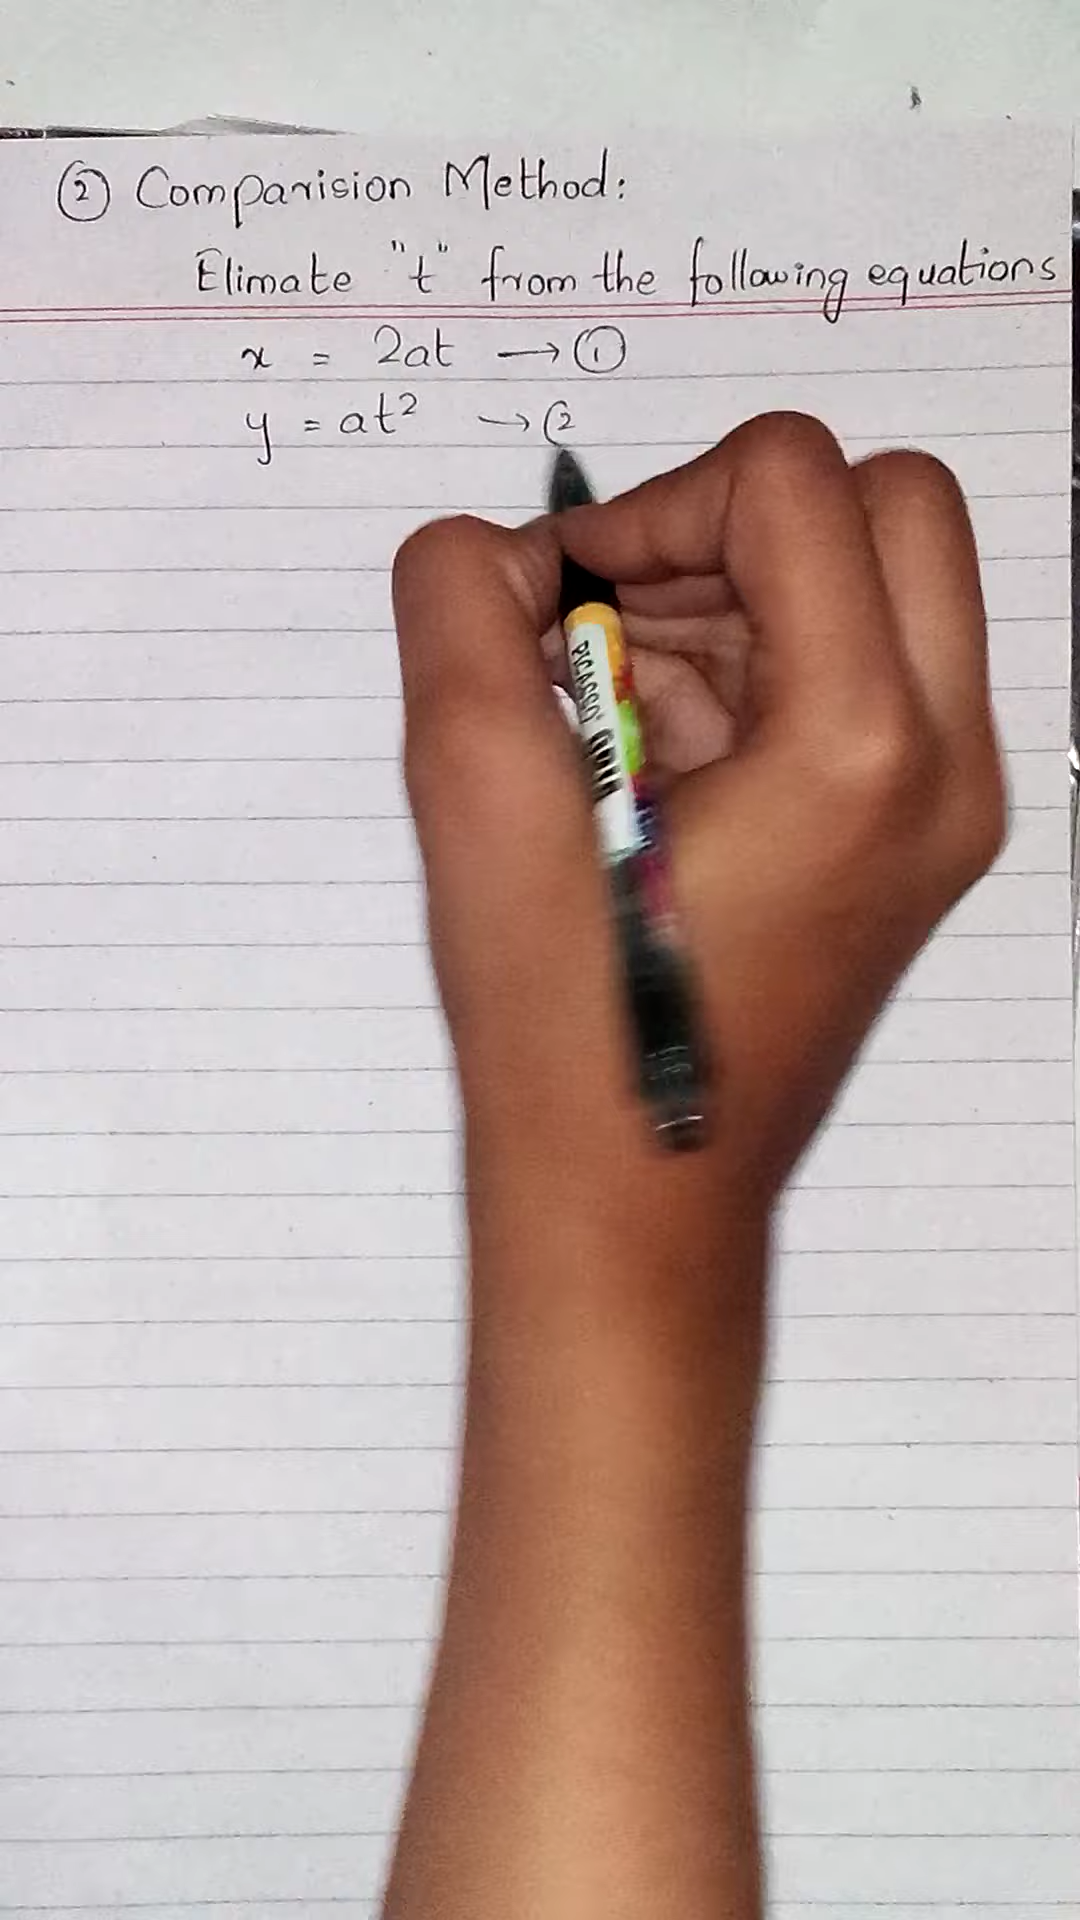 ② Comparision Method:
Elimate "t" from the following equations
x = 2at → ①
y = at² → (2
PICASSO